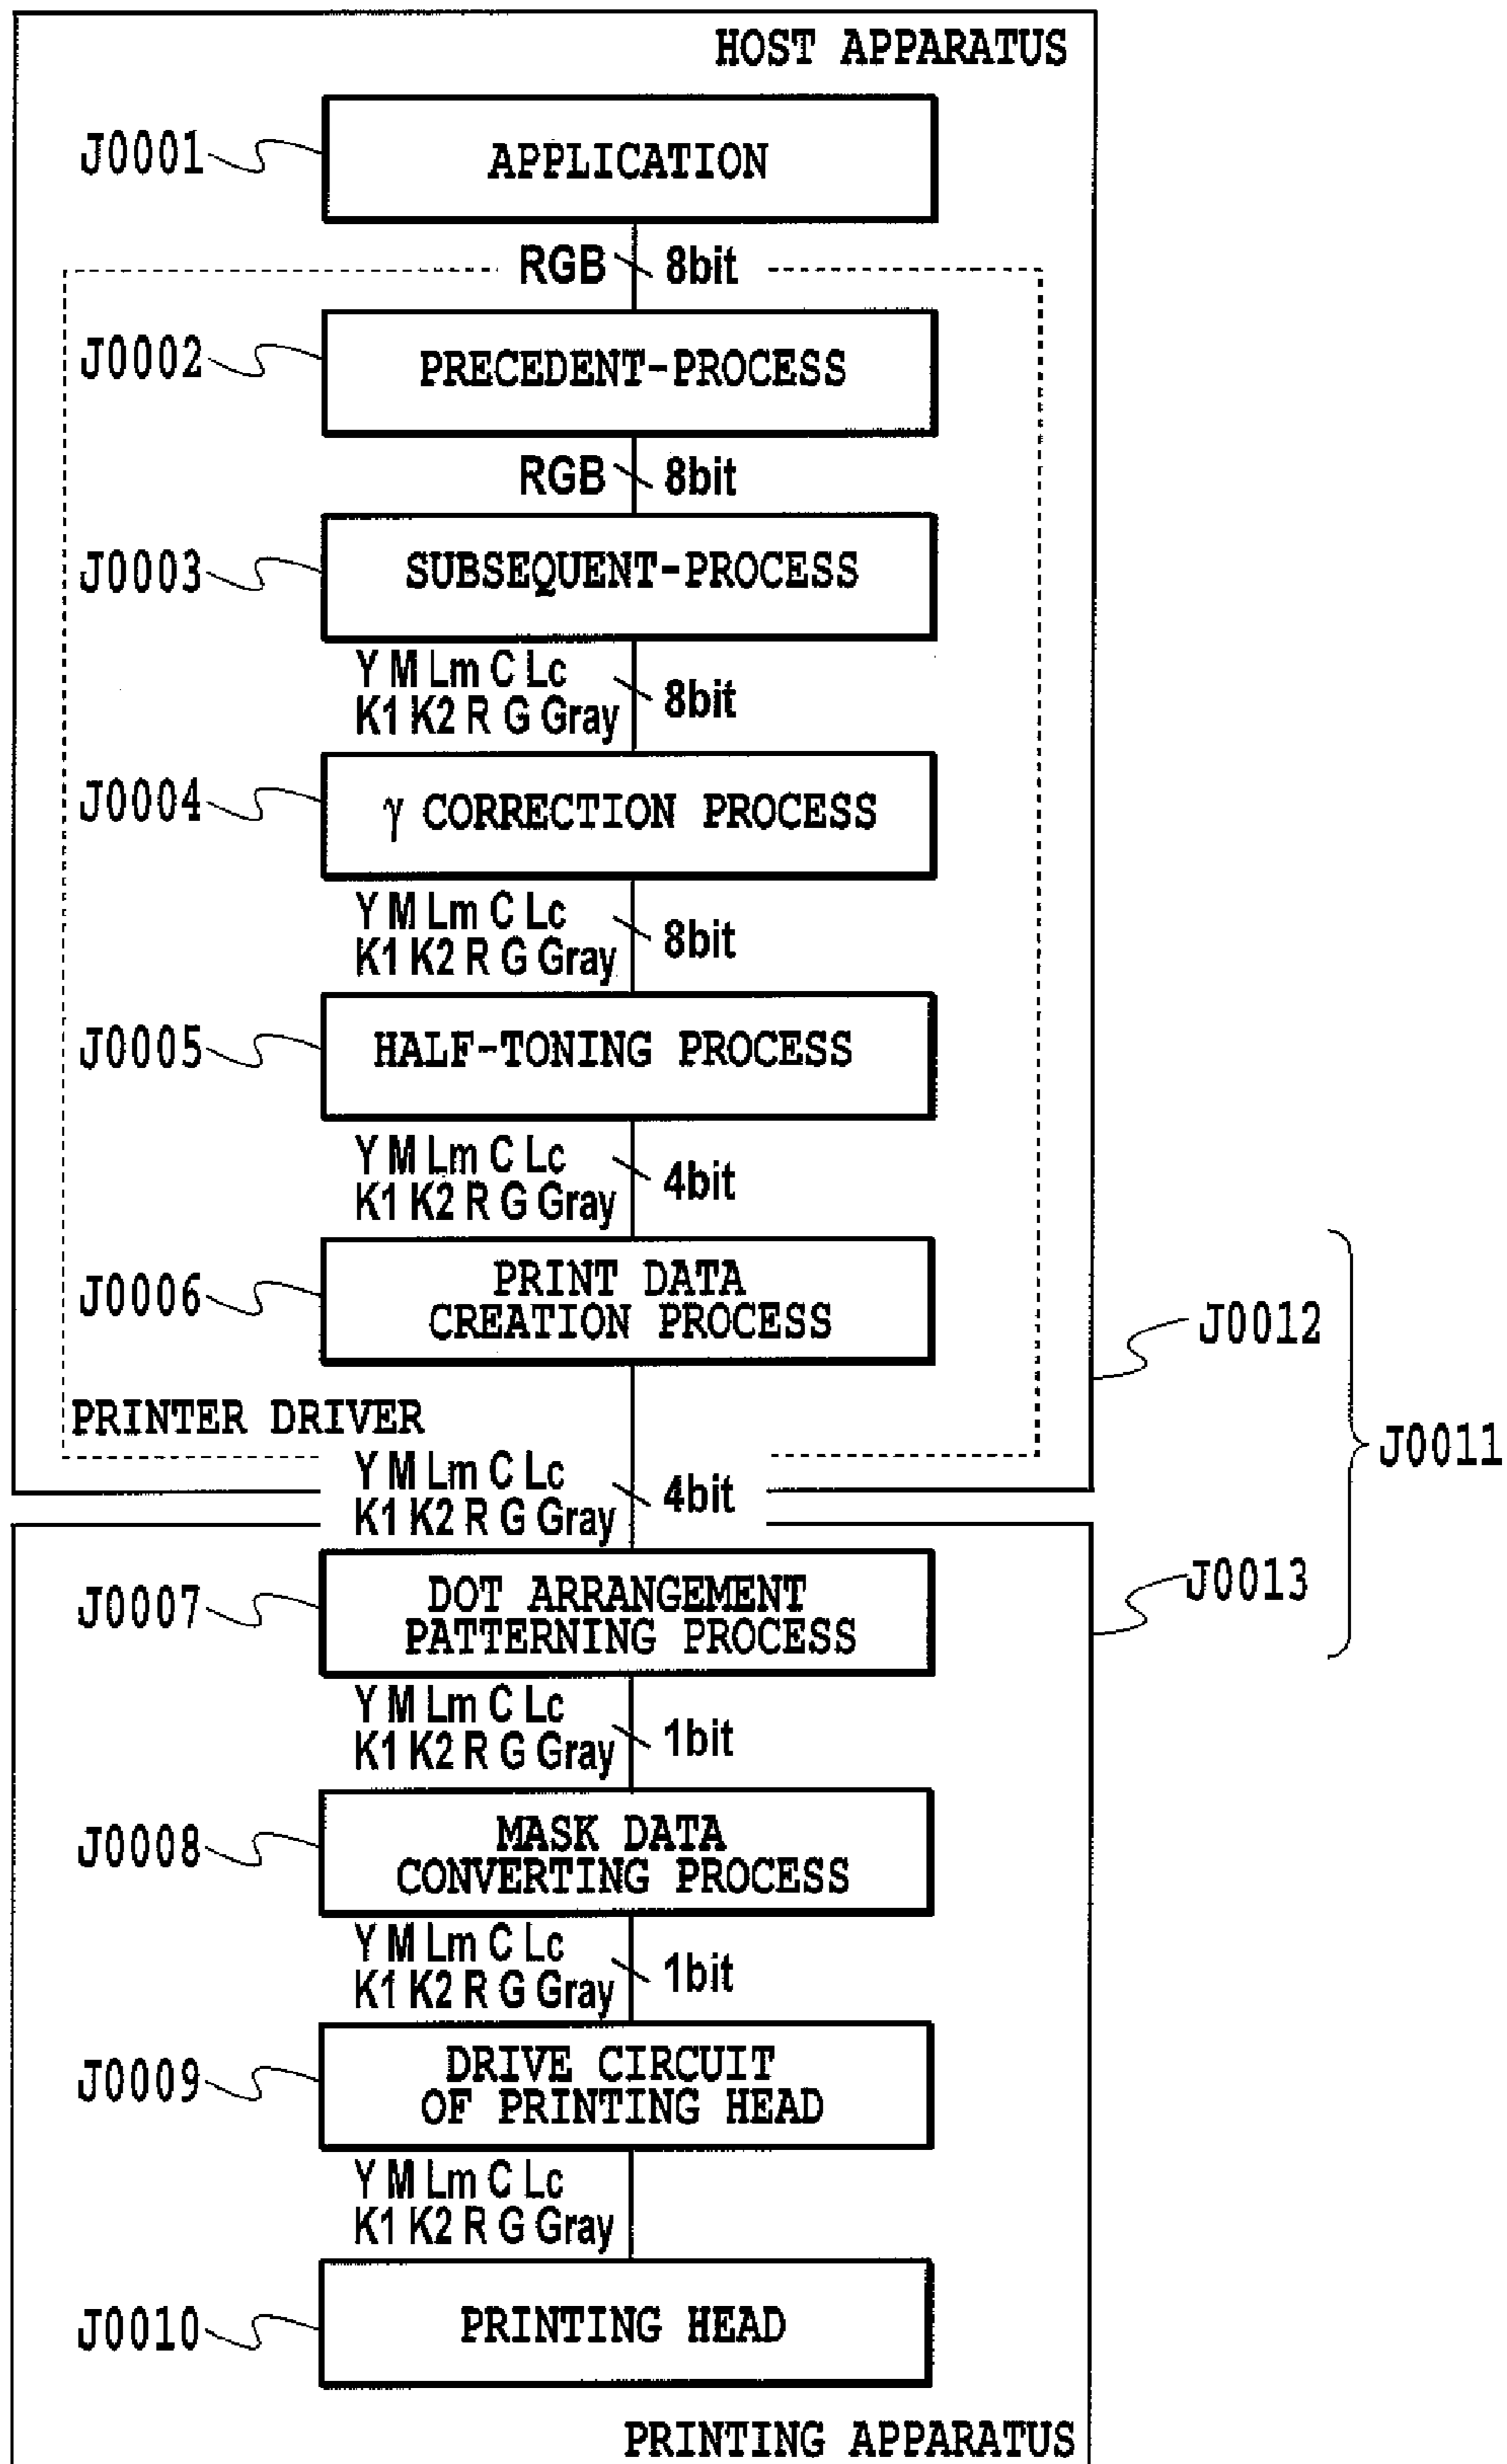 HOST APPARATUS
J0001
APPLICATION
RGB 8bit
J0002
PRECEDENT-PROCESS
RGB 8bit
J0003
SUBSEQUENT-PROCESS
Y M Lm C Lc
K1 K2 R G Gray
8bit
J0004
γ CORRECTION PROCESS
Y M Lm C Lc
K1 K2 R G Gray
8bit
J0005
HALF-TONING PROCESS
Y M Lm C Lc
K1 K2 R G Gray
4bit
J0006
PRINT DATA
CREATION PROCESS
J0012
PRINTER DRIVER
J0011
Y M Lm C Lc
K1 K2 R G Gray
4bit
J0007
DOT ARRANGEMENT
PATTERNING PROCESS
J0013
Y M Lm C Lc
K1 K2 R G Gray
1bit
J0008
MASK DATA
CONVERTING PROCESS
Y M Lm C Lc
K1 K2 R G Gray
1bit
J0009
DRIVE CIRCUIT
OF PRINTING HEAD
Y M Lm C Lc
K1 K2 R G Gray
J0010
PRINTING HEAD
PRINTING APPARATUS